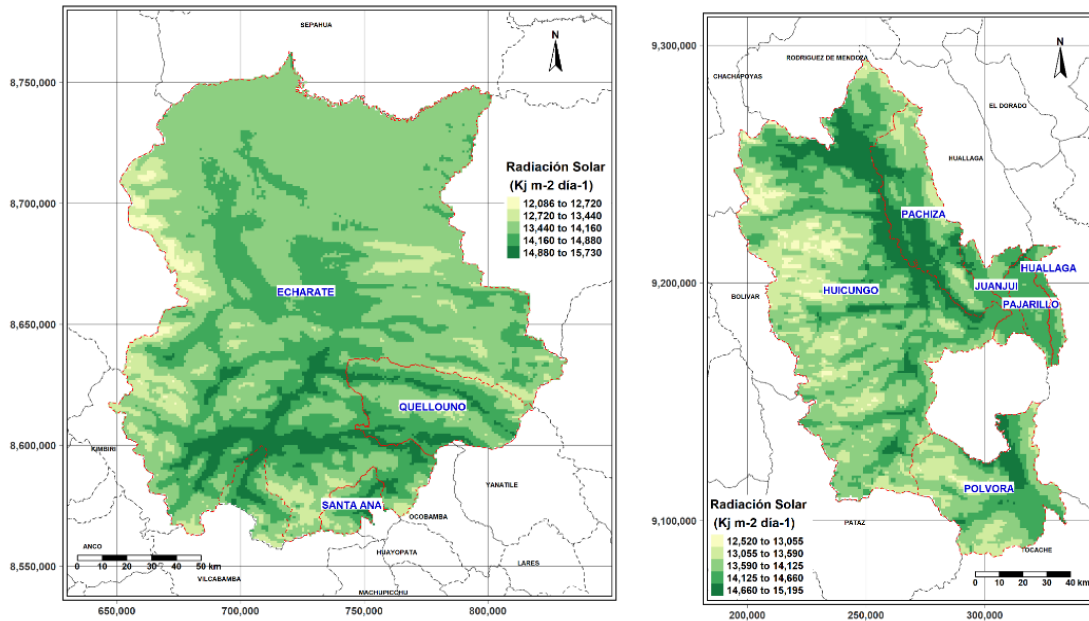 SEPAHUA
N
8,750,000
8,700,000
8,650,000
8,600,000
8,550,000
Radiación Solar
(Kj m-2 día-1)
12,086 to 12,720
12,720 to 13,440
13,440 to 14,160
14,160 to 14,880
14,880 to 15,730
ECHARATE
QUELLOUNO
SANTA ANA
KIMBIRI
YANATILE
OCOBAMBA
ANCO
HUAYOPATA
LARES
VILCABAMBA
MACHUPICCHU
0 10 20 30 40 50 km
650,000 700,000 750,000 800,000
9,300,000
9,200,000
9,100,000
RODRIGUEZ DE MENDOZA
N
CHACHAPOYAS
EL DORADO
HUALLAGA
PACHIZA
HUALLAGA
JUANJUI
HUICUNGO
PAJARILLO
BOLIVAR
POLVORA
PATAZ
TOCACHE
Radiación Solar
(Kj m-2 día-1)
12,520 to 13,055
13,055 to 13,590
13,590 to 14,125
14,125 to 14,660
14,660 to 15,195
0 10 20 30 40 km
200,000 250,000 300,000